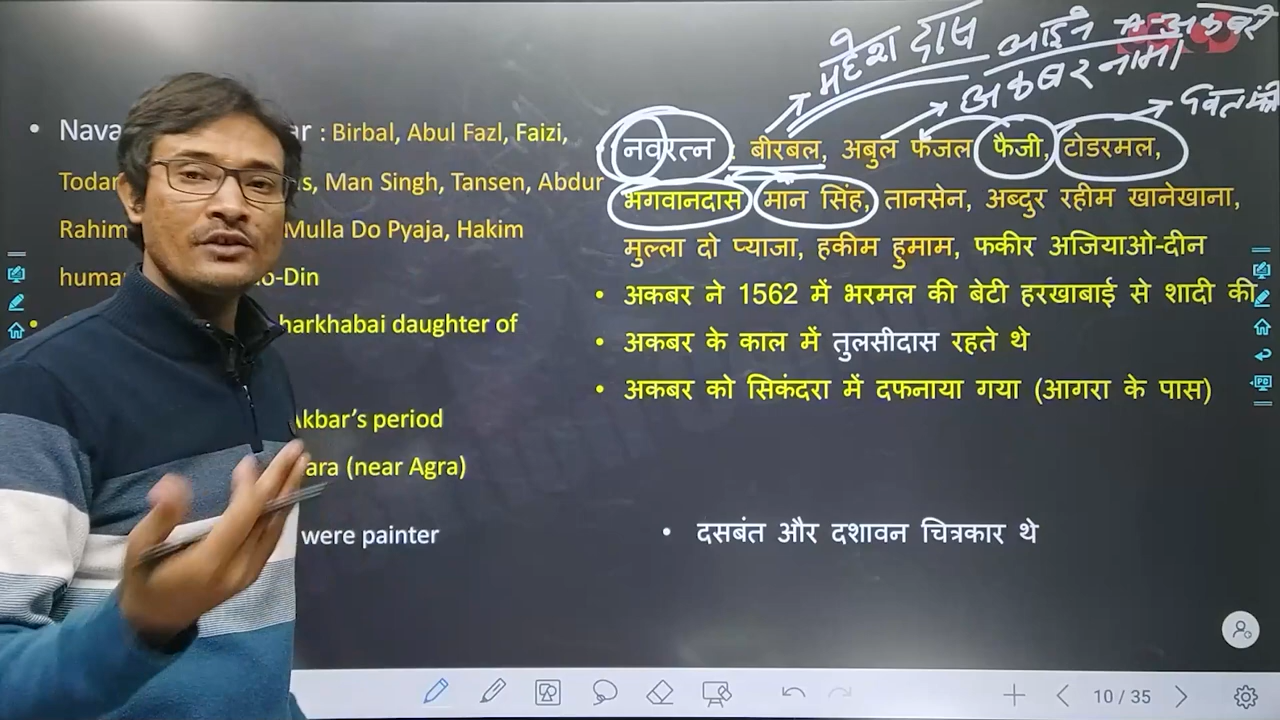 महेश दास आईन ए-अकबरी
अकबरनामा
• Nava : Birbal, Abul Fazl, Faizi,
Todar s, Man Singh, Tansen, Abdur
Rahim Mulla Do Pyaja, Hakim
huma o-Din
harkhabai daughter of
Akbar’s period
ara (near Agra)
were painter
नवरत्न : बीरबल, अबुल फजल फैजी, टोडरमल,
भगवानदास मान सिंह, तानसेन, अब्दुर रहीम खानेखाना,
मुल्ला दो प्याजा, हकीम हुमाम, फकीर अजियाओ-दीन
• अकबर ने 1562 में भरमल की बेटी हरखाबाई से शादी की
• अकबर के काल में तुलसीदास रहते थे
• अकबर को सिकंदरा में दफनाया गया (आगरा के पास)
• दसबंत और दशावन चित्रकार थे
10 / 35